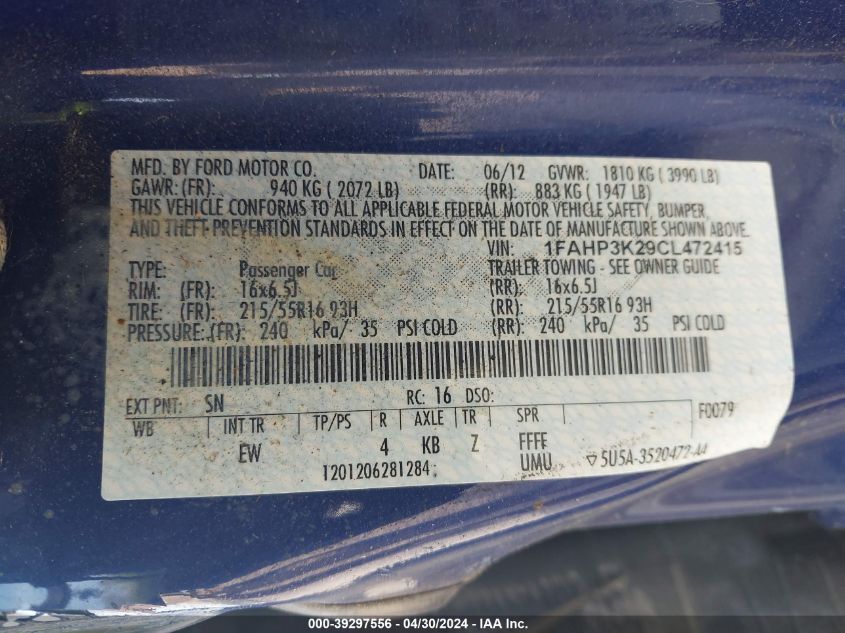 MFD. BY FORD MOTOR CO. DATE: 06/12 GVWR: 1810 KG ( 3990 LB)
GAWR:(FR): 940 KG ( 2072 LB) (RR): 883 KG ( 1947 LB)
THIS VEHICLE CONFORMS TO ALL APPLICABLE FEDERAL MOTOR VEHICLE SAFETY, BUMPER,
AND THEFT PREVENTION STANDARDS IN EFFECT ON THE DATE OF MANUFACTURE SHOWN ABOVE.
VIN: 1FAHP3K29CL472415
TYPE: Passenger Car TRAILER TOWING - SEE OWNER GUIDE
RIM: (FR): 16x6.5J (RR): 16x6.5J
TIRE: (FR): 215/55R16 93H (RR): 215/55R16 93H
PRESSURE:(FR): 240 kPa/ 35 PSI COLD (RR): 240 kPa/ 35 PSI COLD
EXT PNT: SN RC: 16 DSO: F0079
WB INT TR TP/PS R AXLE TR SPR
EW 4 KB Z FFFF
1201206281284 UMU 5U5A-3520472-AA
000-39297556 - 04/30/2024 - IAA Inc.